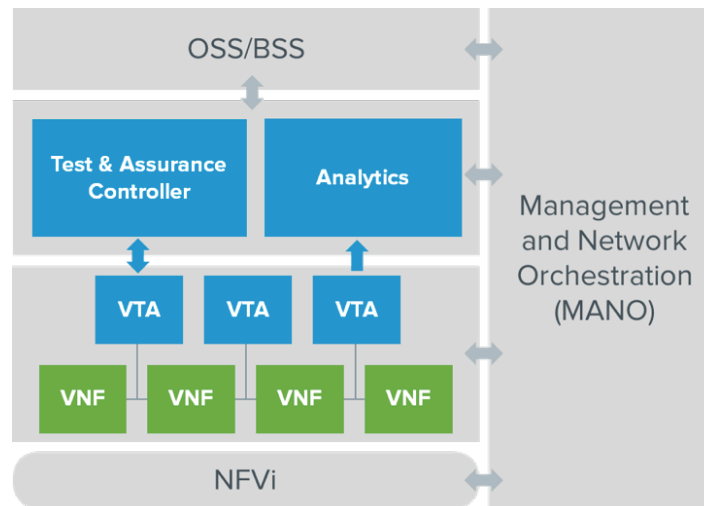 OSS/BSS
Test & Assurance
Controller
Analytics
VTA
VTA
VTA
VNF
VNF
VNF
VNF
NFVi
Management
and Network
Orchestration
(MANO)